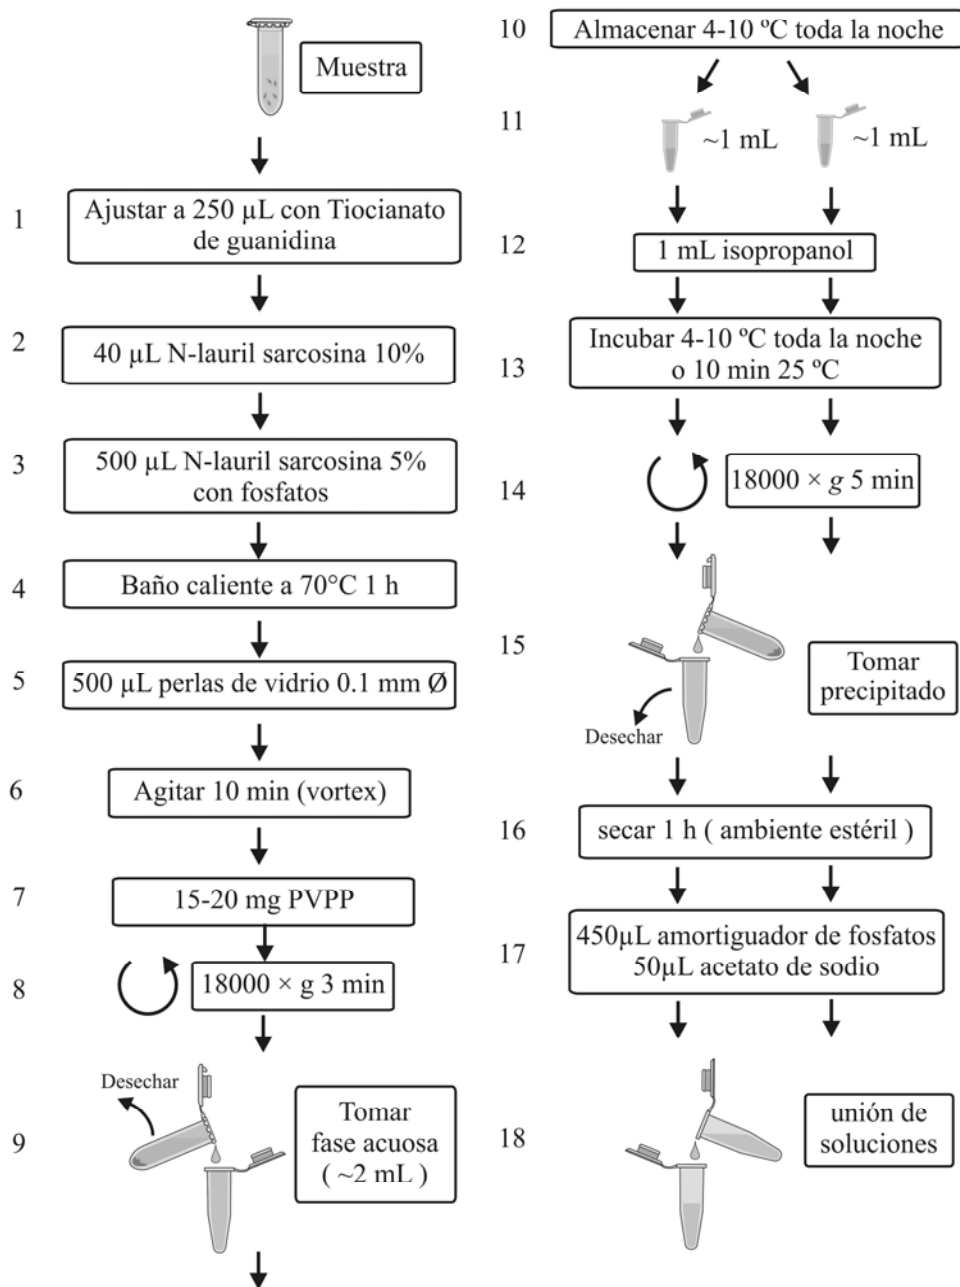 Muestra
1
Ajustar a 250 µL con Tiocianato
de guanidina
2
40 µL N-lauril sarcosina 10%
3
500 µL N-lauril sarcosina 5%
con fosfatos
4
Baño caliente a 70°C 1 h
5
500 µL perlas de vidrio 0.1 mm Ø
6
Agitar 10 min (vortex)
7
15-20 mg PVPP
8
18000 × g 3 min
9
Desechar
Tomar
fase acuosa
( ~2 mL )
10
Almacenar 4-10 ºC toda la noche
11
~1 mL
~1 mL
12
1 mL isopropanol
13
Incubar 4-10 ºC toda la noche
o 10 min 25 ºC
14
18000 × g 5 min
15
Desechar
Tomar
precipitado
16
secar 1 h ( ambiente estéril )
17
450µL amortiguador de fosfatos
50µL acetato de sodio
18
unión de
soluciones